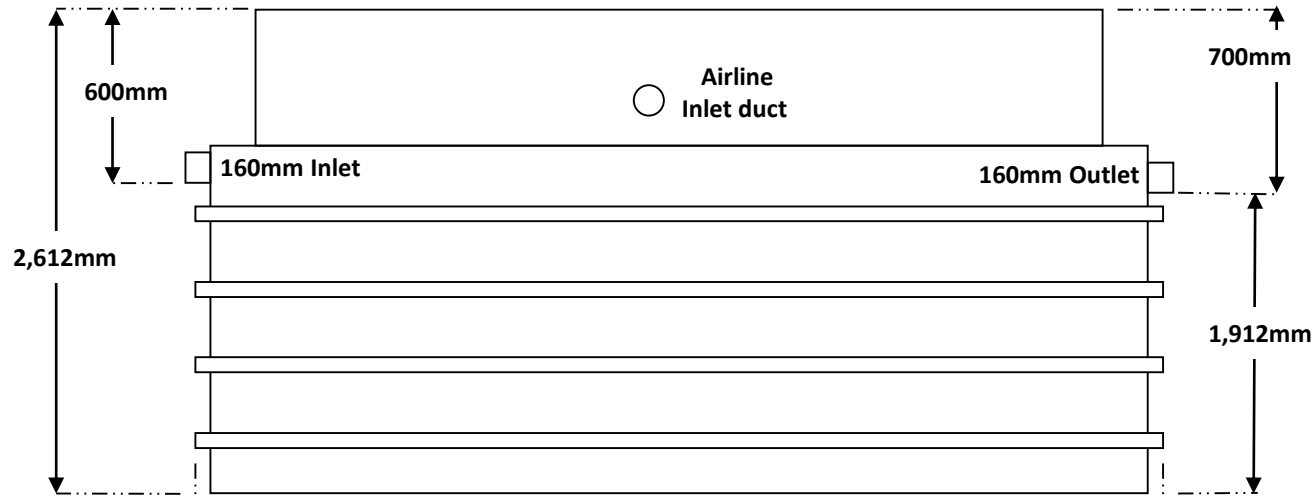 700mm
600mm
Airline
Inlet duct
160mm Inlet
160mm Outlet
2,612mm
1,912mm